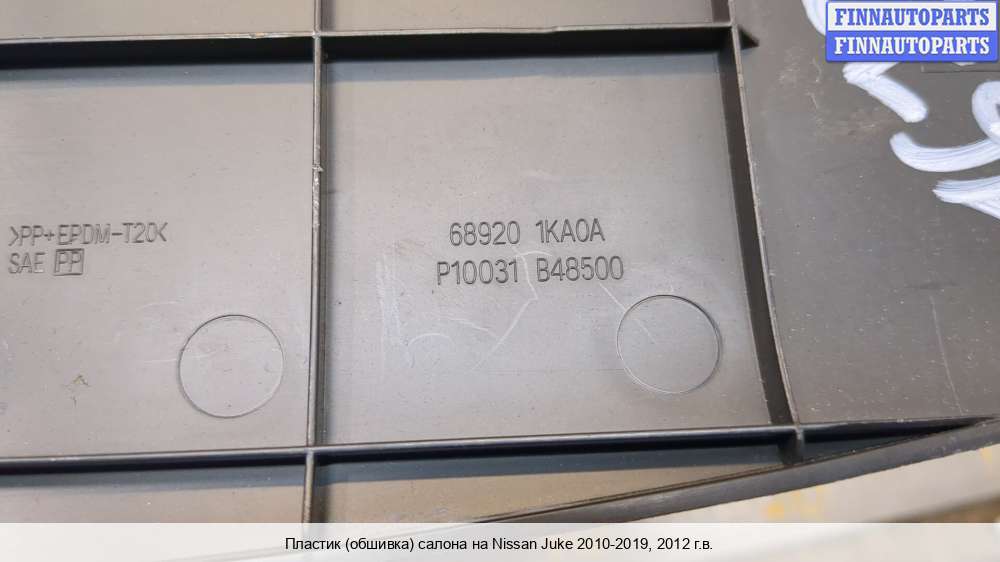 FINNAUTOPARTS
FINNAUTOPARTS
>PP+EPDM-T20<
SAE PP
68920 1KA0A
P10031 B48500
Пластик (обшивка) салона на Nissan Juke 2010-2019, 2012 г.в.